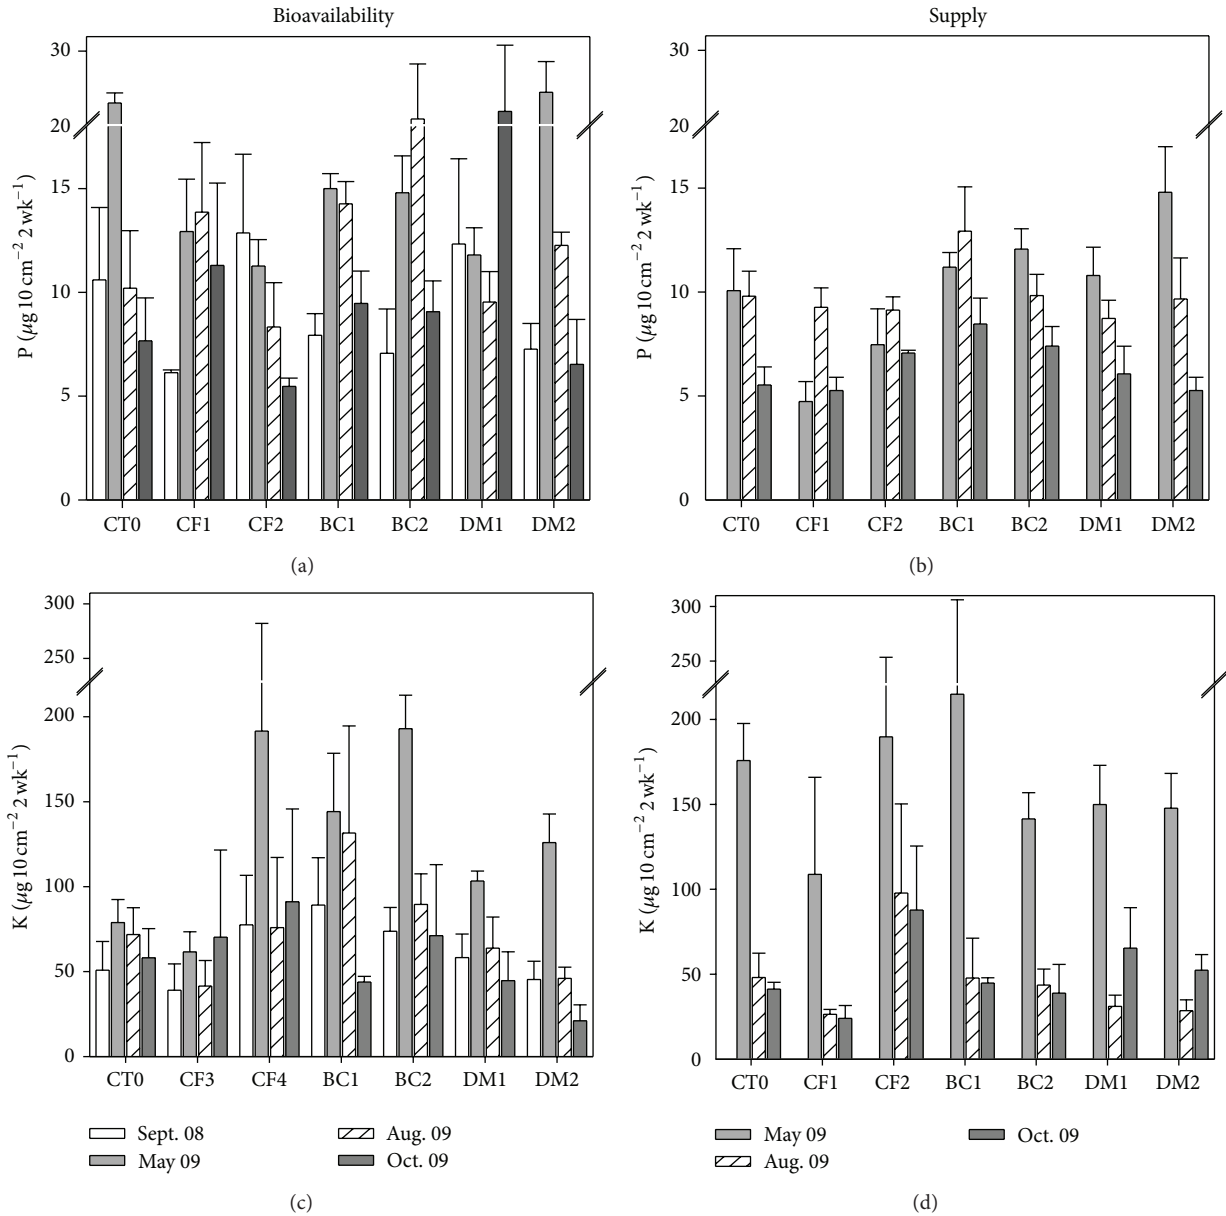 Bioavailability
30
20
15
10
5
0
P (µg 10 cm⁻² 2 wk⁻¹)
CT0 CF1 CF2 BC1 BC2 DM1 DM2
(a)
Supply
30
20
15
10
5
0
P (µg 10 cm⁻² 2 wk⁻¹)
CT0 CF1 CF2 BC1 BC2 DM1 DM2
(b)
300
250
200
150
100
50
0
K (µg 10 cm⁻² 2 wk⁻¹)
CT0 CF3 CF4 BC1 BC2 DM1 DM2
Sept. 08 Aug. 09
May 09 Oct. 09
(c)
300
250
200
150
100
50
0
K (µg 10 cm⁻² 2 wk⁻¹)
CT0 CF1 CF2 BC1 BC2 DM1 DM2
May 09 Oct. 09
Aug. 09
(d)